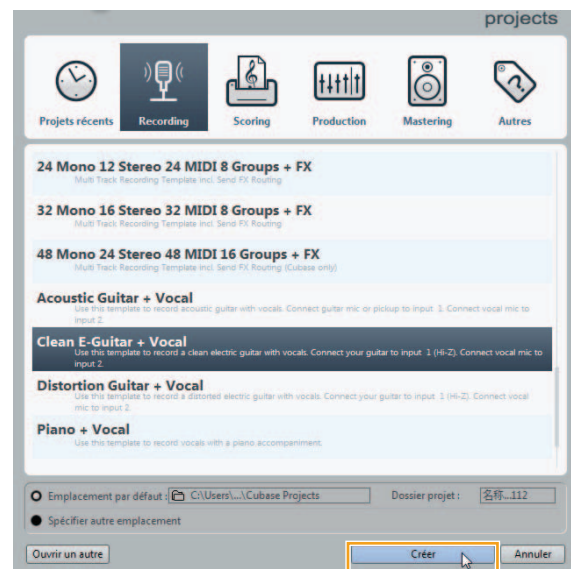 projects
Projets récents Recording Scoring Production Mastering Autres
24 Mono 12 Stereo 24 MIDI 8 Groups + FX
Multi Track Recording Template incl. Send FX Routing
32 Mono 16 Stereo 32 MIDI 8 Groups + FX
Multi Track Recording Template incl. Send FX Routing
48 Mono 24 Stereo 48 MIDI 16 Groups + FX
Multi Track Recording Template incl. Send FX Routing (Cubase only)
Acoustic Guitar + Vocal
Use this template to record acoustic guitar with vocals. Connect guitar mic or pickup to input 1. Connect vocal mic to
input 2.
Clean E-Guitar + Vocal
Use this template to record a clean electric guitar with vocals. Connect your guitar to input 1 (Hi-Z). Connect vocal mic to
input 2.
Distortion Guitar + Vocal
Use this template to record a distorted electric guitar with vocals. Connect your guitar to input 1 (Hi-Z). Connect vocal
mic to input 2.
Piano + Vocal
Use this template to record vocals with a piano accompaniment.
Emplacement par défaut : C:\Users\...\Cubase Projects Dossier projet : 名称...112
Spécifier autre emplacement
Ouvrir un autre Créer Annuler